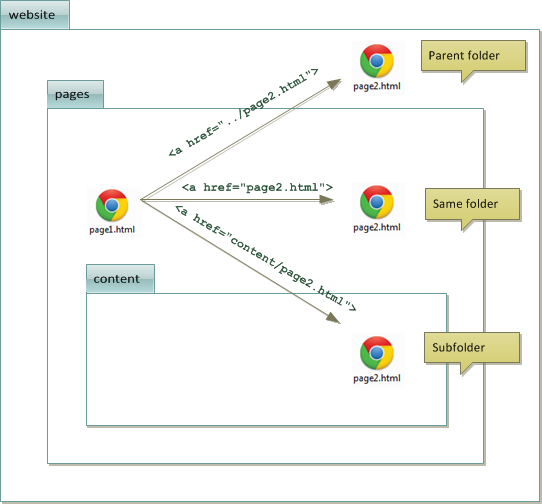 website
Parent folder
page2.html
<a href="../page2.html">
pages
<a href="page2.html">
Same folder
page1.html
page2.html
<a href="content/page2.html">
content
Subfolder
page2.html